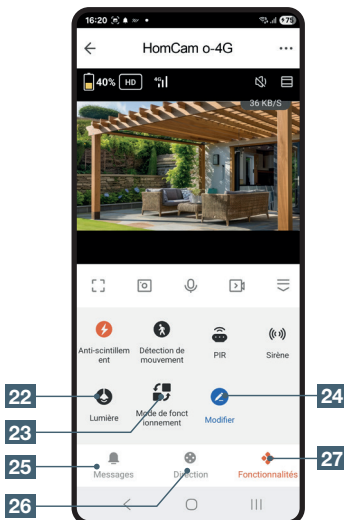 16:20
75
HomCam o-4G
40% HD 4G
36 KB/S
Anti-scintillem
ent
Détection de
mouvement
PIR
Sirène
22
Lumière
23
Mode de fonct
ionnement
24
Modifier
25
Messages
26
Direction
27
Fonctionnalités